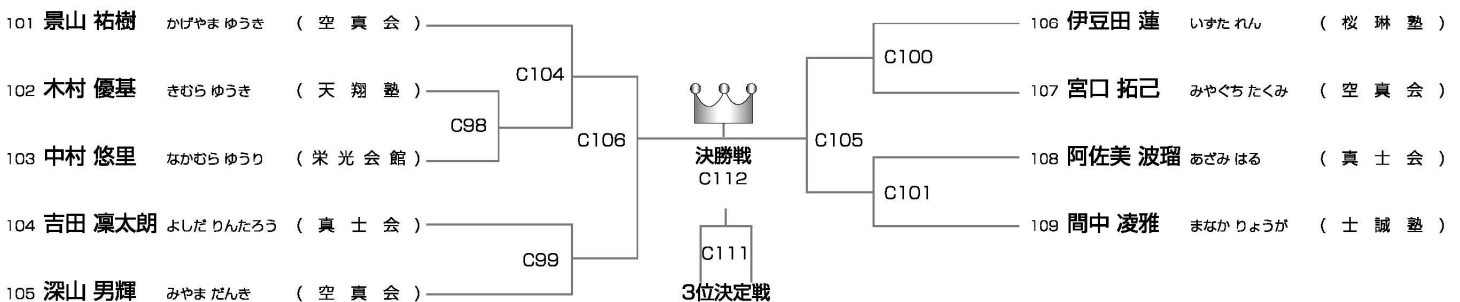 101 景山 祐樹 かげやま ゆうき ( 空 真 会 )
102 木村 優基 きむら ゆうき ( 天 翔 塾 )
103 中村 悠里 なかむら ゆうり ( 栄 光 会 館 )
104 吉田 凜太朗 よしだ りんたろう ( 真 士 会 )
105 深山 男輝 みやま だんき ( 空 真 会 )
C104
C98
C106
C99
決勝戦
C112
C111
3位決定戦
C105
C100
C101
106 伊豆田 蓮 いずた れん ( 桜 琳 塾 )
107 宮口 拓己 みやぐち たくみ ( 空 真 会 )
108 阿佐美 波瑠 あざみ はる ( 真 士 会 )
109 間中 凌雅 まなか りょうが ( 士 誠 塾 )